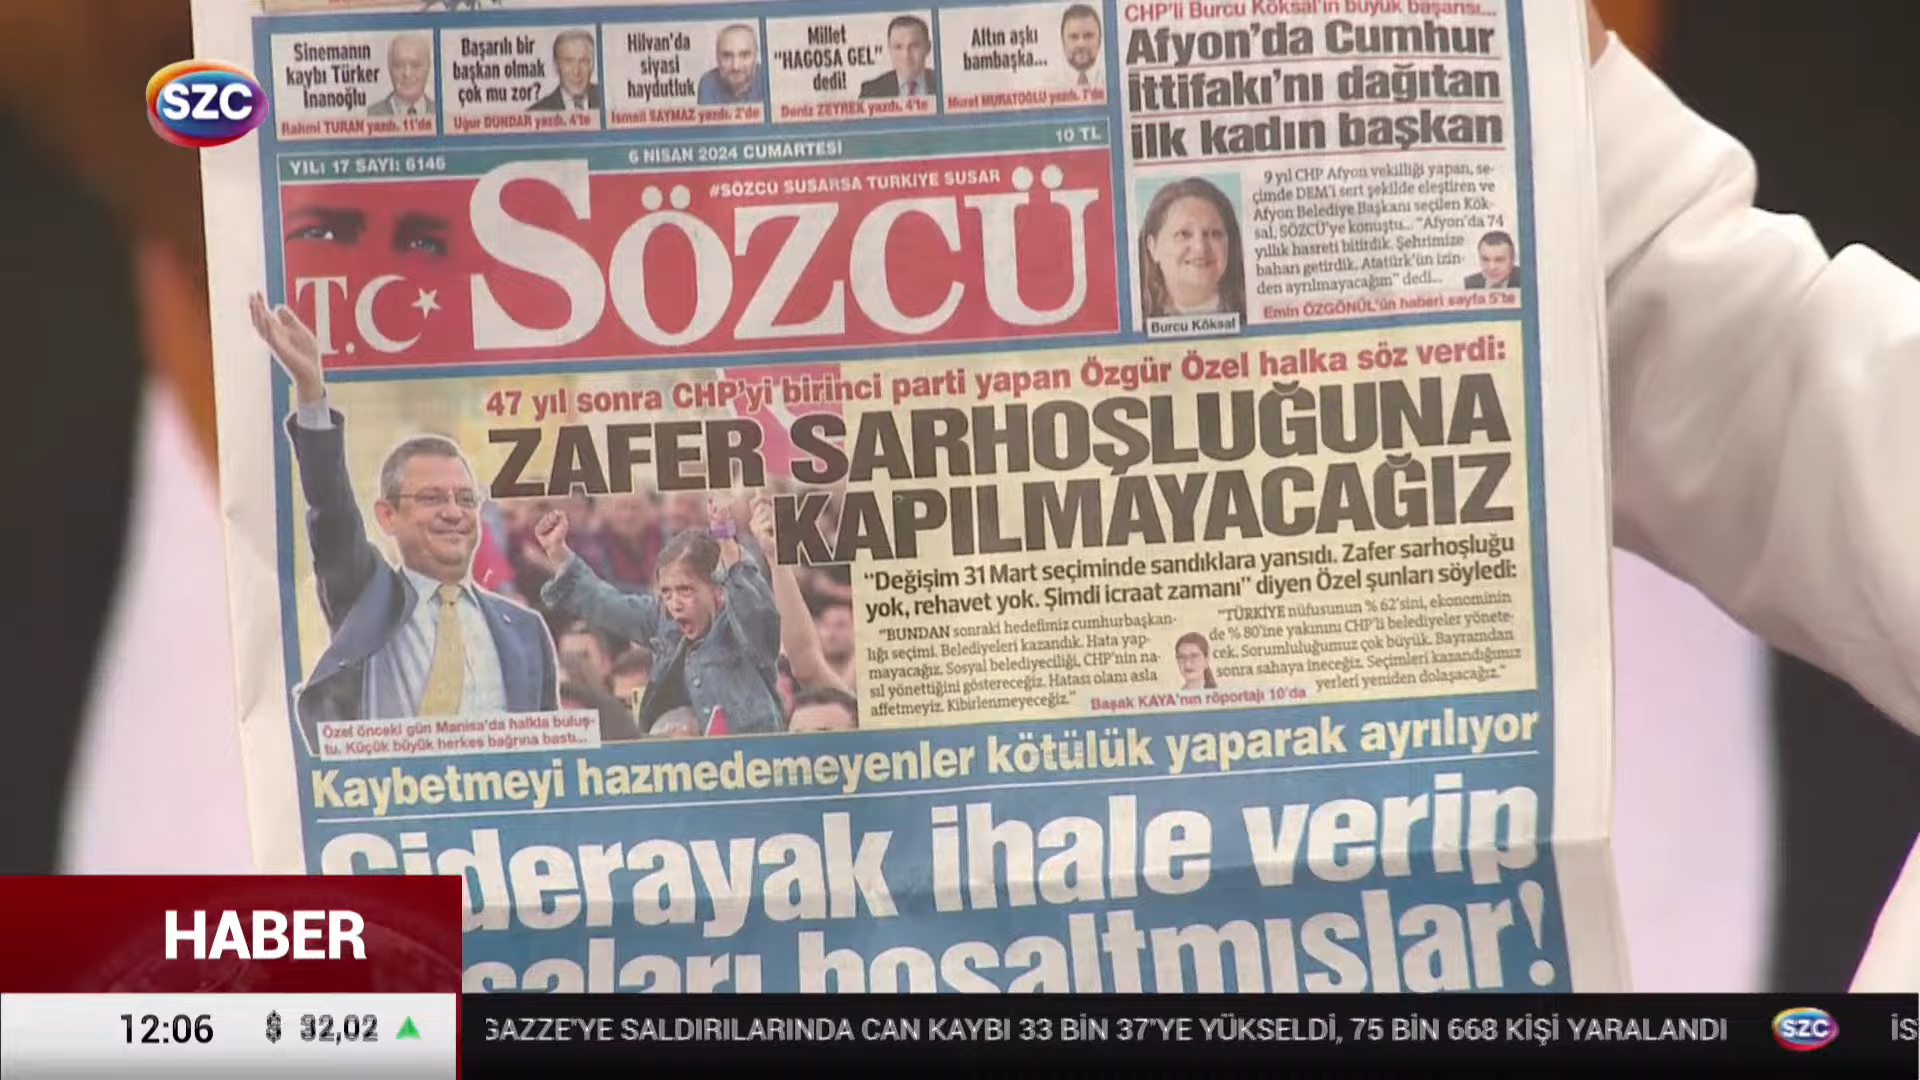 Sinemanın
kaybı Türker
İnanoğlu
Rahmi TURAN yazdı. 11'de
Başarılı bir
başkan olmak
çok mu zor?
Uğur DÜNDAR yazdı. 4'te
Hilvan'da
siyasi
haydutluk
İsmail SAYMAZ yazdı. 2'de
Millet
"HAGOSA GEL"
dedi!
Deniz ZEYREK yazdı. 4'te
Altın aşkı
bambaşka...
Murat MURATOĞLU yazdı. 7'de
CHP'li Burcu Köksal'ın büyük başarısı...
Afyon'da Cumhur
İttifakı'nı dağıtan
ilk kadın başkan
9 yıl CHP Afyon vekilliği yapan, se-
çimde DEM'i sert şekilde eleştiren ve
Afyon Belediye Başkanı seçilen Kök-
sal, SÖZCÜ'ye konuştu... "Afyon'da 74
yıllık hasreti bitirdik. Şehrimize
baharı getirdik. Atatürk'ün izin-
den ayrılmayacağım" dedi...
Emin ÖZGÖNÜL'ün haberi sayfa 5'te
Burcu Köksal
SZC
YIL: 17 SAYI: 6146
6 NİSAN 2024 CUMARTESİ
10 TL
#SÖZCÜ SUSARSA TÜRKİYE SUSAR
T.C
SÖZCÜ
47 yıl sonra CHP'yi birinci parti yapan Özgür Özel halka söz verdi:
ZAFER SARHOŞLUĞUNA
KAPILMAYACAĞIZ
"Değişim 31 Mart seçiminde sandıklara yansıdı. Zafer sarhoşluğu
yok, rehavet yok. Şimdi icraat zamanı" diyen Özel şunları söyledi:
"BUNDAN sonraki hedefimiz cumhurbaşkan-
lığı seçimi. Belediyeleri kazandık. Hata yap-
mayacağız. Sosyal belediyeciliği, CHP'nin na-
sıl yönettiğini göstereceğiz. Hatası olanı asla
affetmeyiz. Kibirlenmeyeceğiz."
"TÜRKİYE nüfusunun % 62'sini, ekonominin
de % 80'ine yakınını CHP'li belediyeler yönete-
cek. Sorumluluğumuz çok büyük. Bayramdan
sonra sahaya ineceğiz. Seçimleri kazandığımız
yerleri yeniden dolaşacağız."
Başak KAYA'nın röportajı 10'da
Özel önceki gün Manisa'da halkla buluş-
tu. Küçük büyük herkes bağrına bastı...
Kaybetmeyi hazmedemeyenler kötülük yaparak ayrılıyor
Giderayak ihale verip
boşaltmışlar!
HABER
12:06 $ 32,02
GAZZE'YE SALDIRILARINDA CAN KAYBI 33 BİN 37'YE YÜKSELDİ, 75 BİN 668 KİŞİ YARALANDI SZC İS